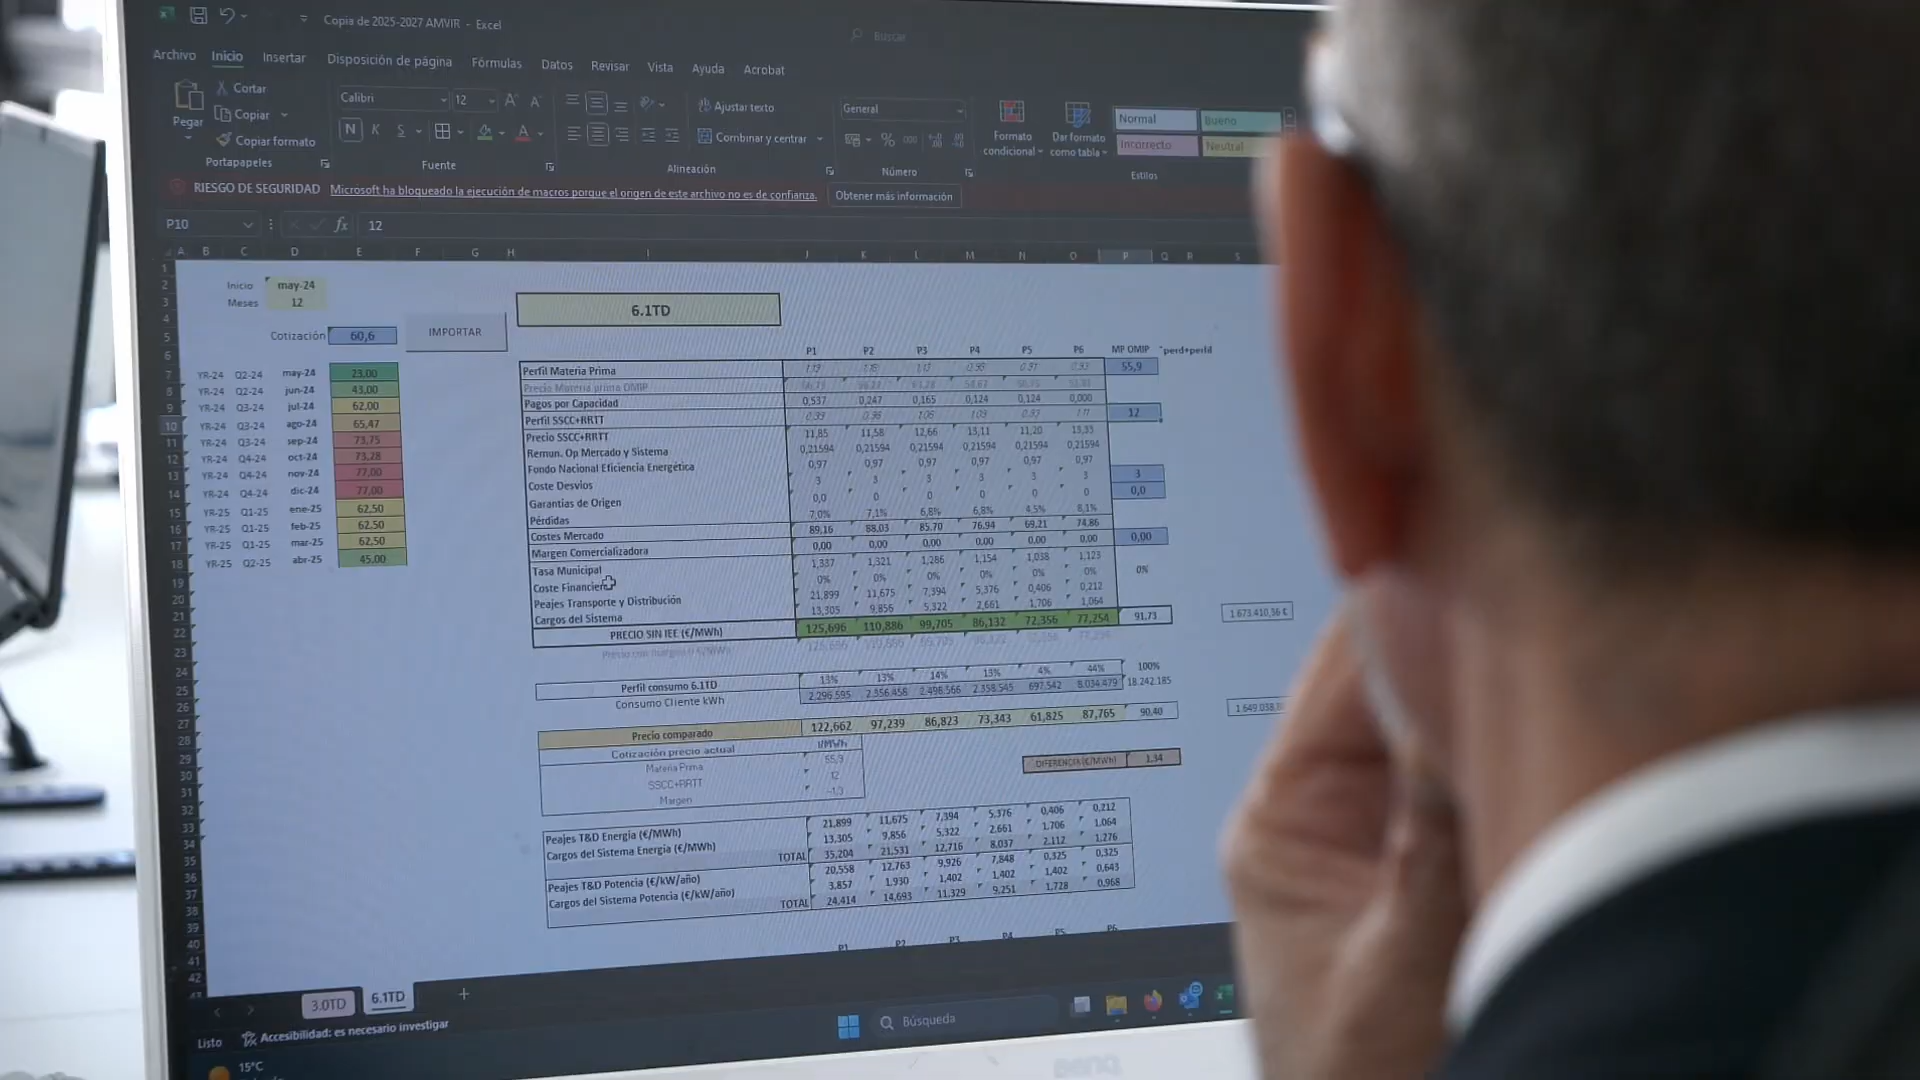 Copia de 2025-2027 AMVIR - Excel
Buscar
Archivo Inicio Insertar Disposición de página Fórmulas Datos Revisar Vista Ayuda Acrobat
Pegar
Cortar
Copiar
Copiar formato
Portapapeles
Calibri 12
N K S
Fuente
Ajustar texto
Combinar y centrar
Alineación
General
% 000
Número
Formato condicional
Dar formato como tabla
Normal Bueno
Incorrecto Neutral
Estilos
RIESGO DE SEGURIDAD Microsoft ha bloqueado la ejecución de macros porque el origen de este archivo no es de confianza. Obtener más información
P10 fx 12
A B C D E F G H I J K L M N O P Q R S
Inicio may-24
Meses 12
Cotización 60,6 IMPORTAR
YR-24 Q2-24 may-24 23,00
YR-24 Q2-24 jun-24 43,00
YR-24 Q3-24 jul-24 62,00
YR-24 Q3-24 ago-24 65,47
YR-24 Q3-24 sep-24 73,75
YR-24 Q4-24 oct-24 73,28
YR-24 Q4-24 nov-24 77,00
YR-24 Q4-24 dic-24 77,00
YR-25 Q1-25 ene-25 62,50
YR-25 Q1-25 feb-25 62,50
YR-25 Q1-25 mar-25 62,50
YR-25 Q2-25 abr-25 45,00
6.1TD
P1 P2 P3 P4 P5 P6 MP OMIP *perd+perfd
Perfil Materia Prima 55,9
Precio Materia prima OMIP
Pagos por Capacidad 0,537 0,247 0,165 0,124 0,124 0,000
Perfil SSCC+RRTT 12
Precio SSCC+RRTT 11,85 11,58 12,66 13,11 11,20 13,33
Remun. Op Mercado y Sistema 0,21594 0,21594 0,21594 0,21594 0,21594 0,21594
Fondo Nacional Eficiencia Energética 0,97 0,97 0,97 0,97 0,97 0,97
Coste Desvios 3 3 3 3 3 3 3
Garantias de Origen 0,0 0 0 0 0 0 0,0
Pérdidas 7,0% 7,1% 6,8% 6,8% 4,5% 8,1%
Costes Mercado 89,16 88,03 85,70 76,94 69,21 74,86
Margen Comercializadora 0,00 0,00 0,00 0,00 0,00 0,00 0,00
Tasa Municipal 1,337 1,321 1,286 1,154 1,038 1,123
Coste Financiero 0% 0% 0% 0% 0% 0% 0%
Peajes Transporte y Distribución 21,899 11,675 7,394 5,376 0,406 0,212
Cargos del Sistema 13,305 9,856 5,322 2,661 1,706 1,064
PRECIO SIN IEE (€/MWh) 125,696 110,886 99,705 86,132 72,356 77,254 91,73
1.673.410,36 €
Perfil consumo 6.1TD 13% 13% 14% 13% 4% 44% 100%
Consumo Cliente kWh 2.296.595 2.356.458 2.498.566 2.358.545 697.542 8.034.479 18.242.185
Precio comparado 122,662 97,239 86,823 73,343 61,825 87,765 90,40
1.649.038,8
Cotización precio actual €/MWh
Materia Prima 55,9
SSCC+RRTT 12
Margen -1,3
DIFERENCIA (€/MWh) 1,34
Peajes T&D Energía (€/MWh) 21,899 11,675 7,394 5,376 0,406 0,212
Cargos del Sistema Energía (€/MWh) 13,305 9,856 5,322 2,661 1,706 1,064
TOTAL 35,204 21,531 12,716 8,037 2,112 1,276
Peajes T&D Potencia (€/kW/año) 20,558 12,763 9,926 7,848 0,325 0,325
Cargos del Sistema Potencia (€/kW/año) 3,857 1,930 1,402 1,402 1,402 0,643
TOTAL 24,414 14,693 11,329 9,251 1,728 0,968
P1 P2 P3 P4 P5 P6
3.0TD 6.1TD +
Listo Accesibilidad: es necesario investigar
Búsqueda
15°C
BenQ